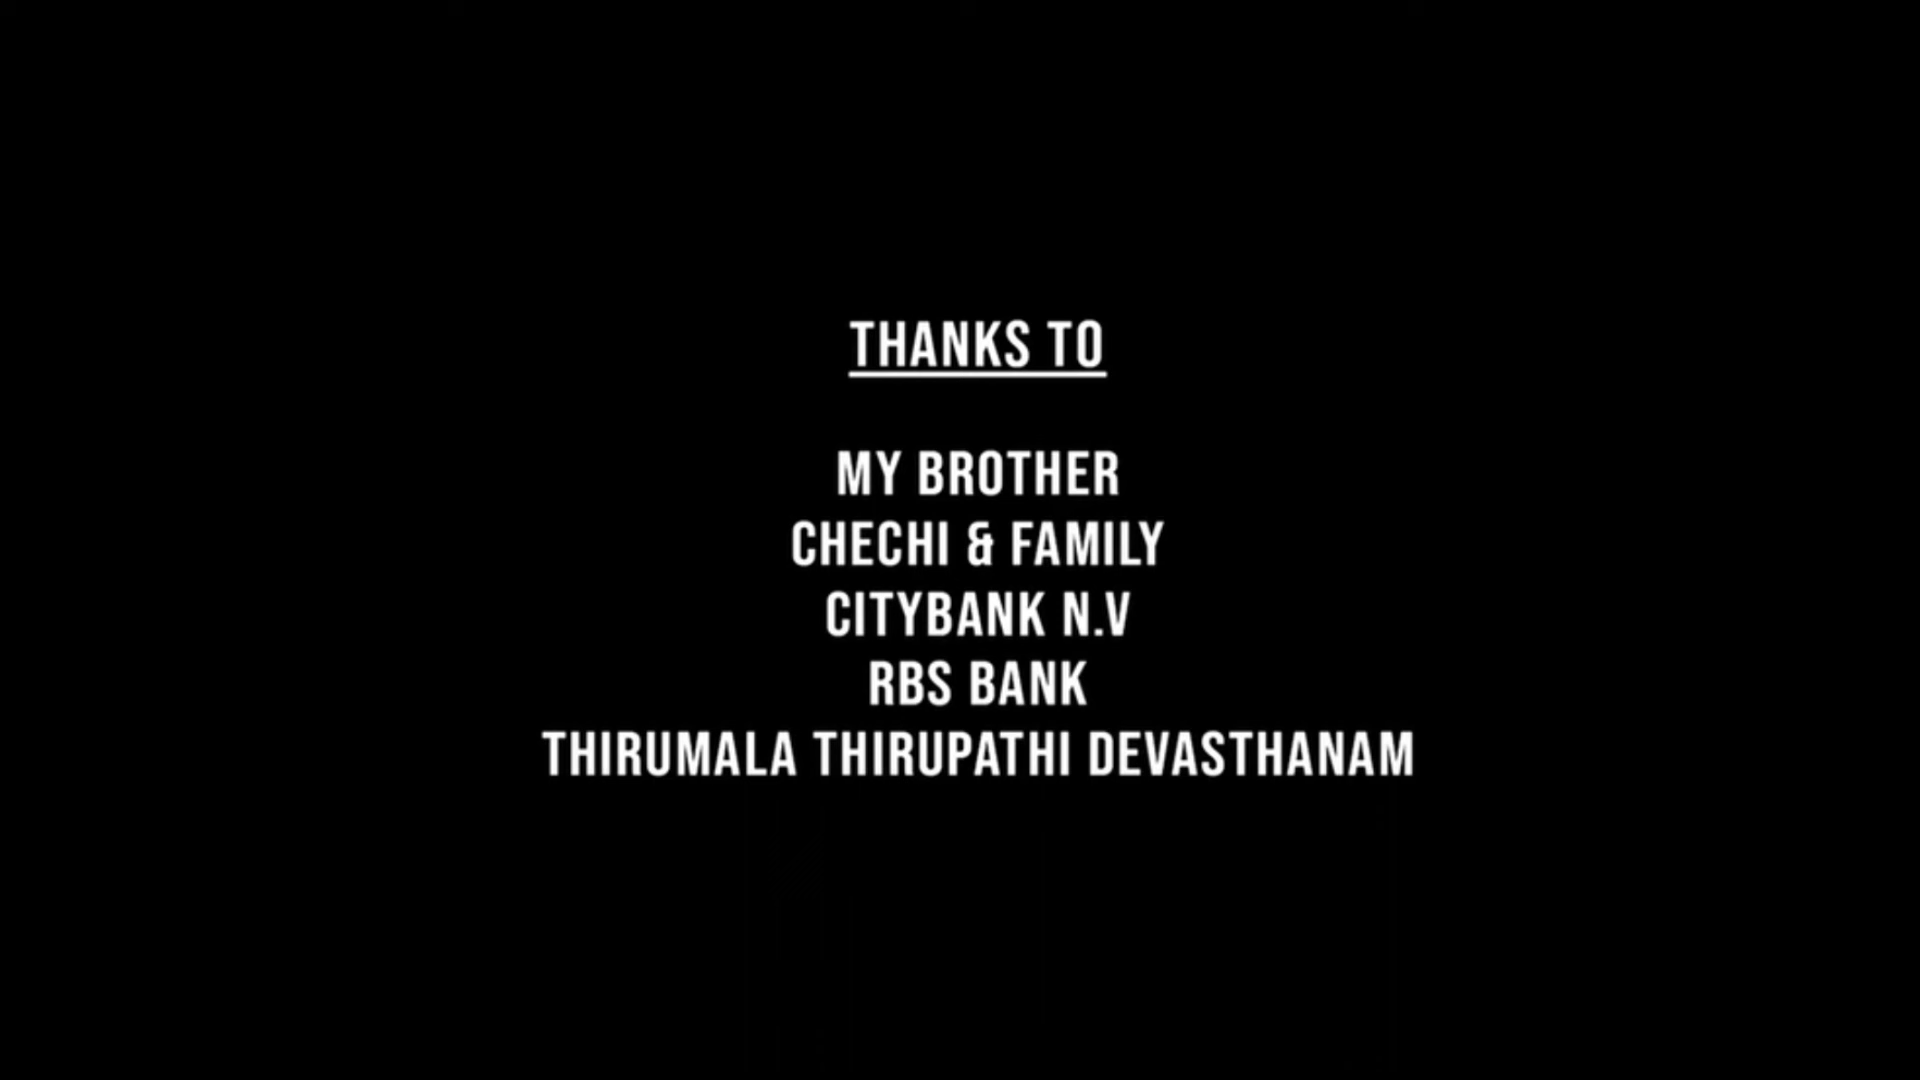 THANKS TO
MY BROTHER
CHECHI & FAMILY
CITYBANK N.V
RBS BANK
THIRUMALA THIRUPATHI DEVASTHANAM